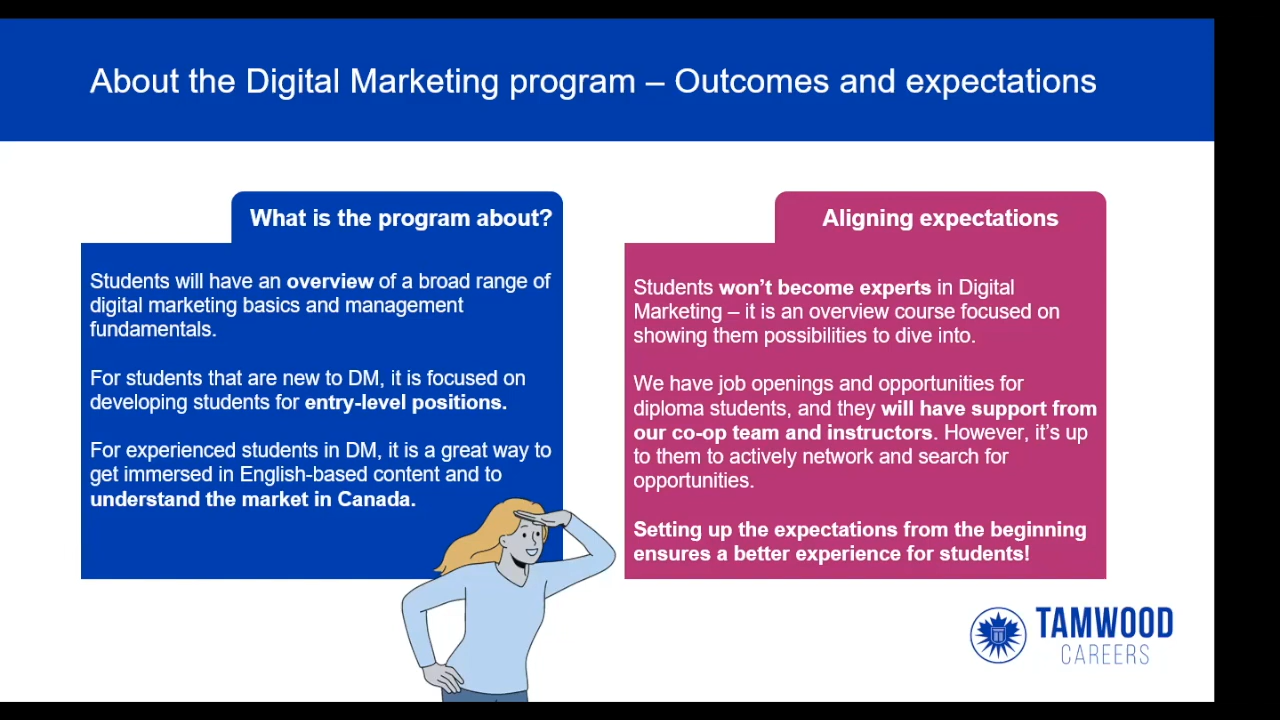 About the Digital Marketing program – Outcomes and expectations
What is the program about?
Students will have an overview of a broad range of
digital marketing basics and management
fundamentals.
For students that are new to DM, it is focused on
developing students for entry-level positions.
For experienced students in DM, it is a great way to
get immersed in English-based content and to
understand the market in Canada.
Aligning expectations
Students won’t become experts in Digital
Marketing – it is an overview course focused on
showing them possibilities to dive into.
We have job openings and opportunities for
diploma students, and they will have support from
our co-op team and instructors. However, it’s up
to them to actively network and search for
opportunities.
Setting up the expectations from the beginning
ensures a better experience for students!
TAMWOOD
CAREERS